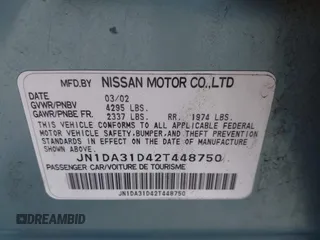 MFD.BY NISSAN MOTOR CO.,LTD
DATE 03/02
GVWR/PNBV 4295 LBS.
GAWR/PNBE FR. 2337 LBS. RR. 1974 LBS.
THIS VEHICLE CONFORMS TO ALL APPLICABLE FEDERAL
MOTOR VEHICLE SAFETY, BUMPER, AND THEFT PREVENTION
STANDARDS IN EFFECT ON THE DATE OF MANUFACTURE
SHOWN ABOVE.
JN1DA31D42T448750
PASSENGER CAR/VOITURE DE TOURISME
JN1DA31D42T448750
DREAMBID